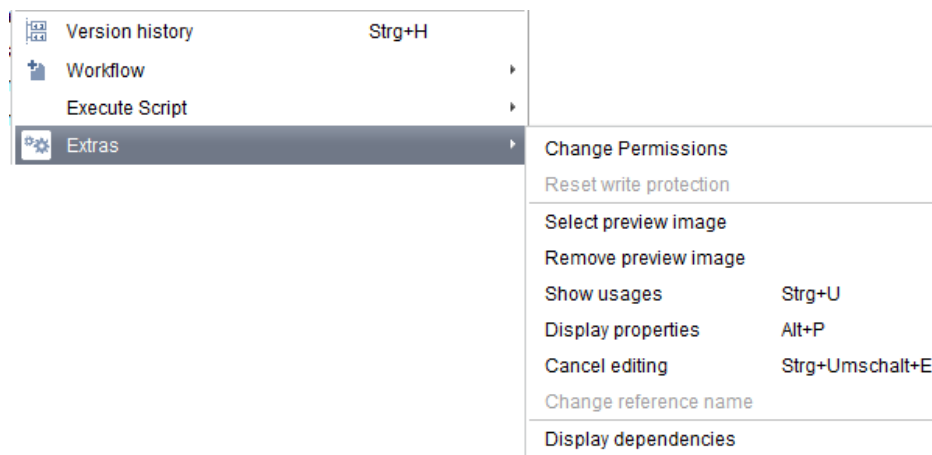 Version history Strg+H
Workflow
Execute Script
Extras
Change Permissions
Reset write protection
Select preview image
Remove preview image
Show usages Strg+U
Display properties Alt+P
Cancel editing Strg+Umschalt+E
Change reference name
Display dependencies